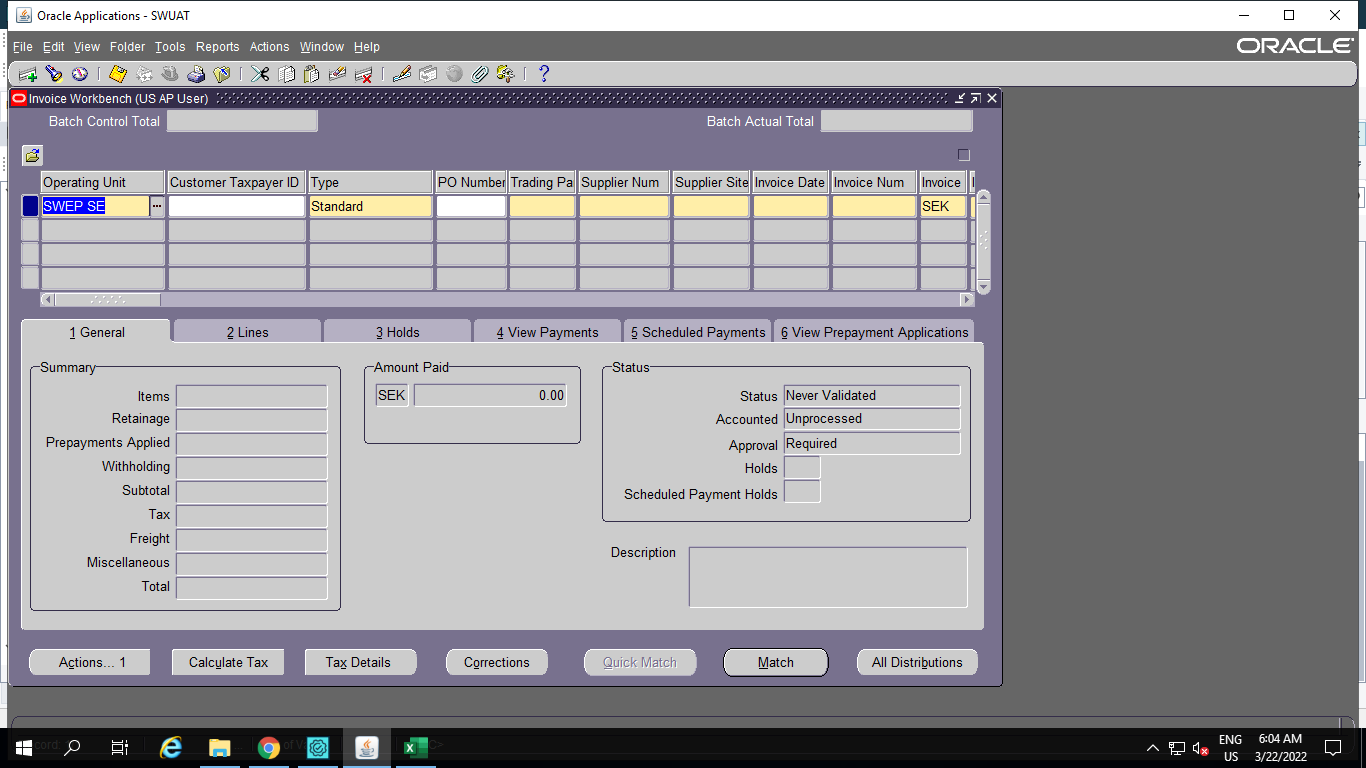 Oracle Applications - SWUAT
File Edit View Folder Tools Reports Actions Window Help
ORACLE
Invoice Workbench (US AP User)
Batch Control Total
Batch Actual Total
Operating Unit Customer Taxpayer ID Type PO Number Trading Pa Supplier Num Supplier Site Invoice Date Invoice Num Invoice
SWEP SE ... Standard SEK
1 General 2 Lines 3 Holds 4 View Payments 5 Scheduled Payments 6 View Prepayment Applications
Summary Amount Paid Status
Items SEK 0.00 Status Never Validated
Retainage Accounted Unprocessed
Prepayments Applied Approval Required
Withholding Holds
Subtotal Scheduled Payment Holds
Tax
Freight
Description
Miscellaneous
Total
Actions... 1 Calculate Tax Tax Details Corrections Quick Match Match All Distributions
ENG 6:04 AM
US 3/22/2022